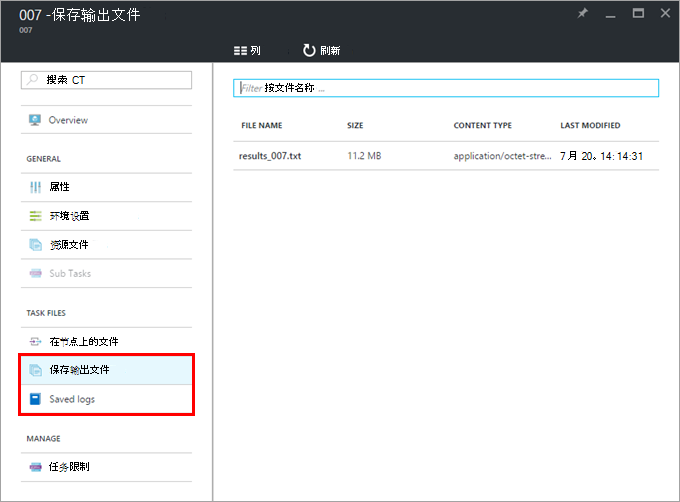 007 -保存输出文件
007
列
刷新
搜索 CT
Overview
GENERAL
属性
环境设置
资源文件
Sub Tasks
TASK FILES
在节点上的文件
保存输出文件
Saved logs
MANAGE
任务限制
Filter 按文件名称 ...
FILE NAME SIZE CONTENT TYPE LAST MODIFIED
results_007.txt 11.2 MB application/octet-stre... 7 月 20。14: 14:31